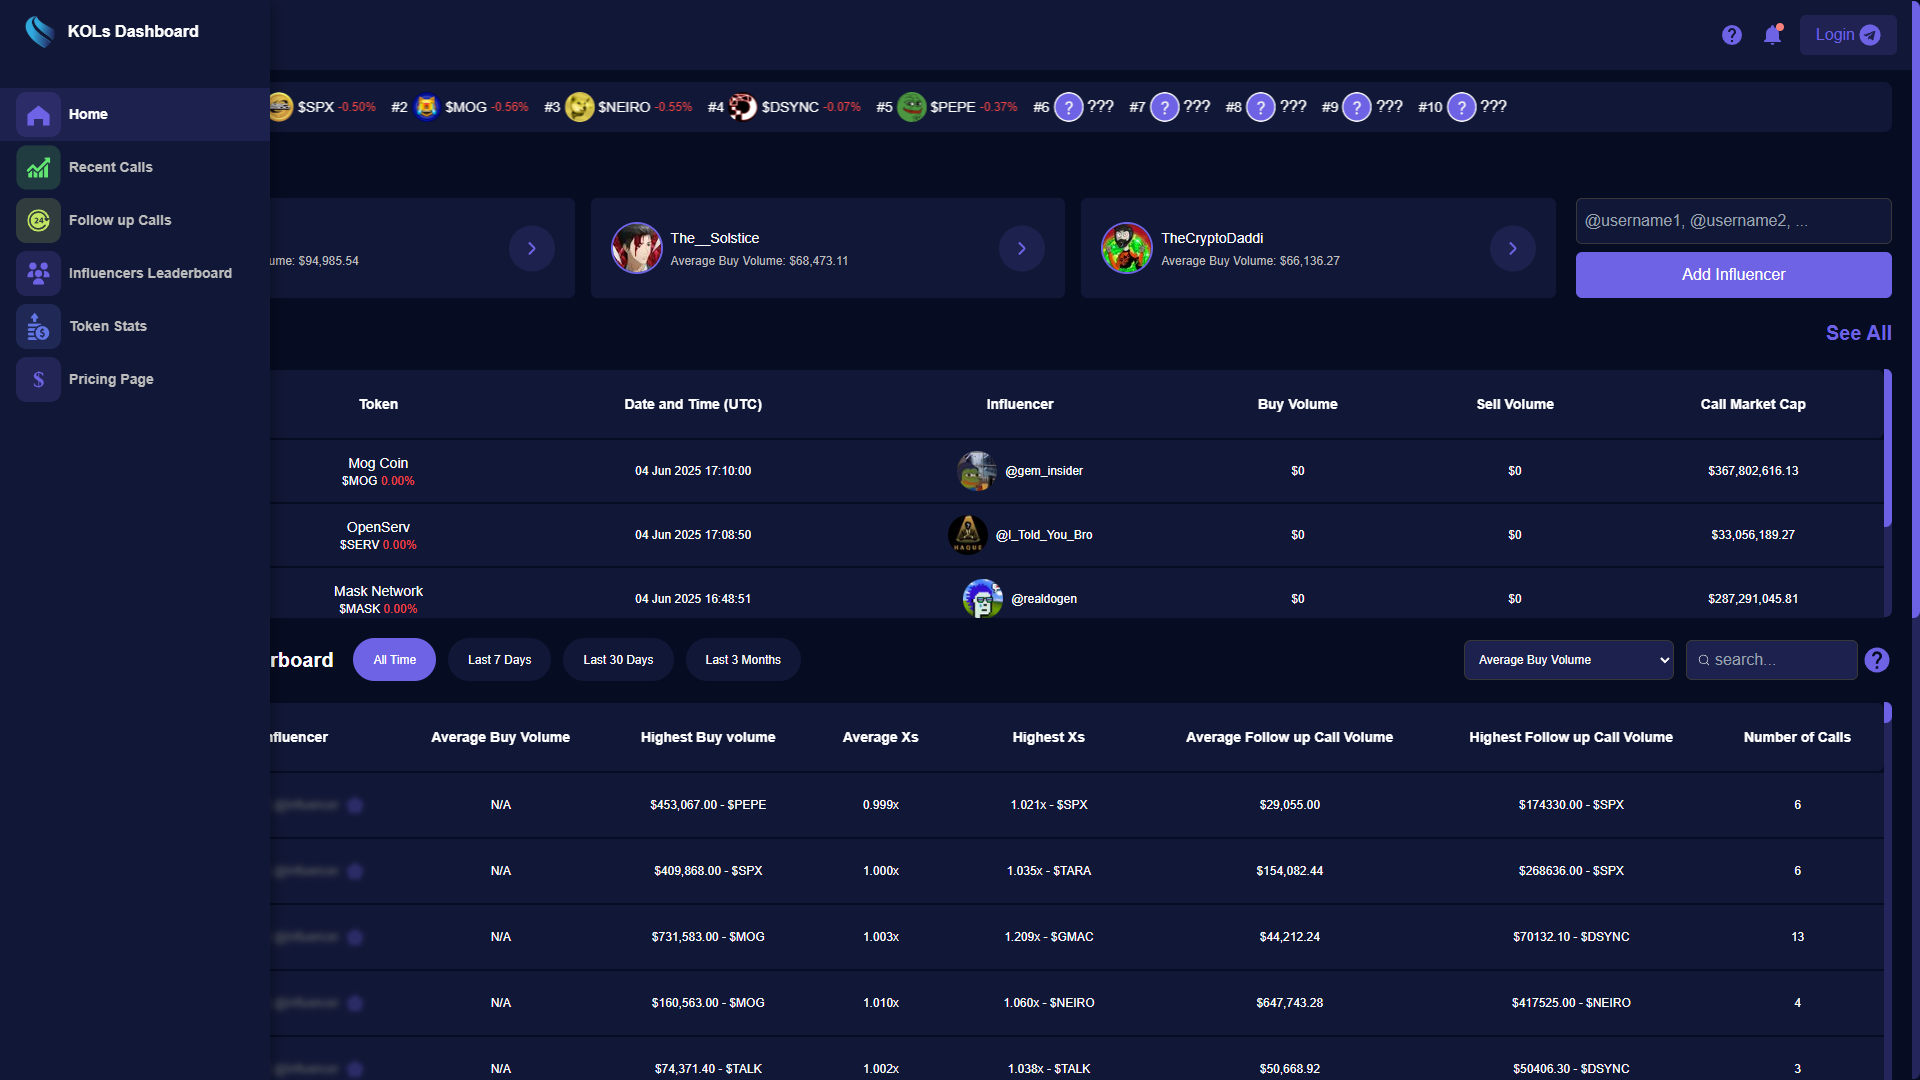 KOLs Dashboard
Login
Home
Recent Calls
Follow up Calls
24
Influencers Leaderboard
Token Stats
Pricing Page
$SPX -0.50% #2 $MOG -0.56% #3 $NEIRO -0.55% #4 $DSYNC -0.07% #5 $PEPE -0.37% #6 ? ??? #7 ? ??? #8 ? ??? #9 ? ??? #10 ? ???
ume: $94,985.54
The__Solstice
Average Buy Volume: $68,473.11
TheCryptoDaddi
Average Buy Volume: $66,136.27
@username1, @username2, ...
Add Influencer
See All
Token Date and Time (UTC) Influencer Buy Volume Sell Volume Call Market Cap
Mog Coin
$MOG 0.00% 04 Jun 2025 17:10:00 @gem_insider $0 $0 $367,802,616.13
OpenServ
$SERV 0.00% 04 Jun 2025 17:08:50 @I_Told_You_Bro $0 $0 $33,056,189.27
Mask Network
$MASK 0.00% 04 Jun 2025 16:48:51 @realdogen $0 $0 $287,291,045.81
rboard All Time Last 7 Days Last 30 Days Last 3 Months Average Buy Volume search... ?
nfluencer Average Buy Volume Highest Buy volume Average Xs Highest Xs Average Follow up Call Volume Highest Follow up Call Volume Number of Calls
N/A $453,067.00 - $PEPE 0.999x 1.021x - $SPX $29,055.00 $174330.00 - $SPX 6
N/A $409,868.00 - $SPX 1.000x 1.035x - $TARA $154,082.44 $268636.00 - $SPX 6
N/A $731,583.00 - $MOG 1.003x 1.209x - $GMAC $44,212.24 $70132.10 - $DSYNC 13
N/A $160,563.00 - $MOG 1.010x 1.060x - $NEIRO $647,743.28 $417525.00 - $NEIRO 4
N/A $74,371.40 - $TALK 1.002x 1.038x - $TALK $50,668.92 $50406.30 - $DSYNC 3